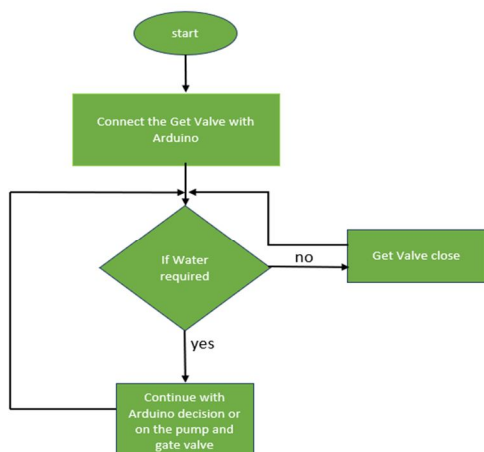 start
Connect the Get Valve with
Arduino
If Water
required
no
Get Valve close
yes
Continue with
Arduino decision or
on the pump and
gate valve